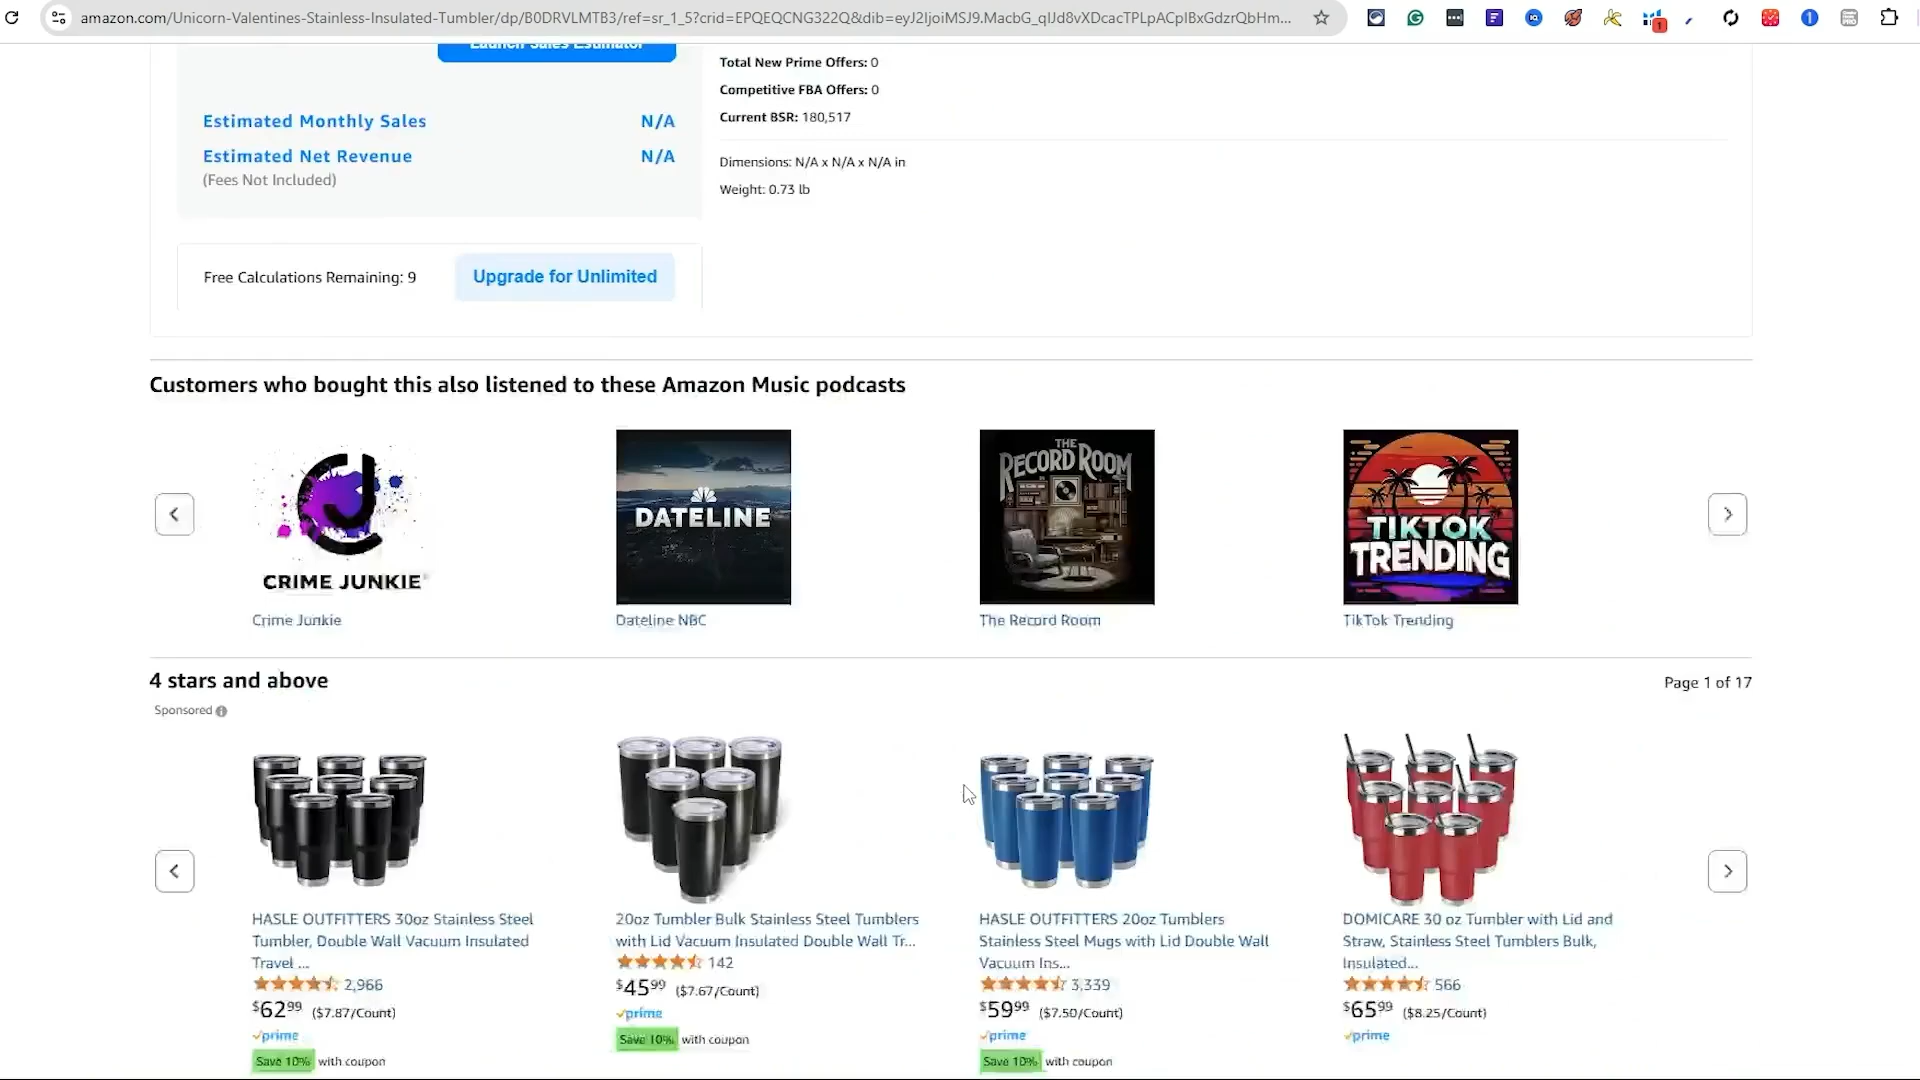 amazon.com/Unicorn-Valentines-Stainless-Insulated-Tumbler/dp/B0DRVLMTB3/ref=sr_1_5?crid=EPQEQCNG322Q&dib=eyJ2IjoiMSJ9.MacbG_qIJd8vXDcacTPLpACpIBxGdzrQbHm...
Launch Sales Estimator
Total New Prime Offers: 0
Competitive FBA Offers: 0
Current BSR: 180,517
Estimated Monthly Sales N/A
Estimated Net Revenue N/A
(Fees Not Included)
Dimensions: N/A x N/A x N/A in
Weight: 0.73 lb
Free Calculations Remaining: 9
Upgrade for Unlimited
Customers who bought this also listened to these Amazon Music podcasts
CRIME JUNKIE
DATELINE
THE
RECORD ROOM
TIKTOK
TRENDING
Crime Junkie
Dateline NBC
The Record Room
TikTok Trending
4 stars and above
Page 1 of 17
Sponsored
HASLE OUTFITTERS 30oz Stainless Steel
Tumbler, Double Wall Vacuum Insulated
Travel ...
2,966
$62.99 ($7.87/Count)
prime
Save 10% with coupon
20oz Tumbler Bulk Stainless Steel Tumblers
with Lid Vacuum Insulated Double Wall Tr...
142
$45.99 ($7.67/Count)
prime
Save 10% with coupon
HASLE OUTFITTERS 20oz Tumblers
Stainless Steel Mugs with Lid Double Wall
Vacuum Ins...
3,339
$59.99 ($7.50/Count)
prime
Save 10% with coupon
DOMICARE 30 oz Tumbler with Lid and
Straw, Stainless Steel Tumblers Bulk,
Insulated...
566
$65.99 ($8.25/Count)
prime